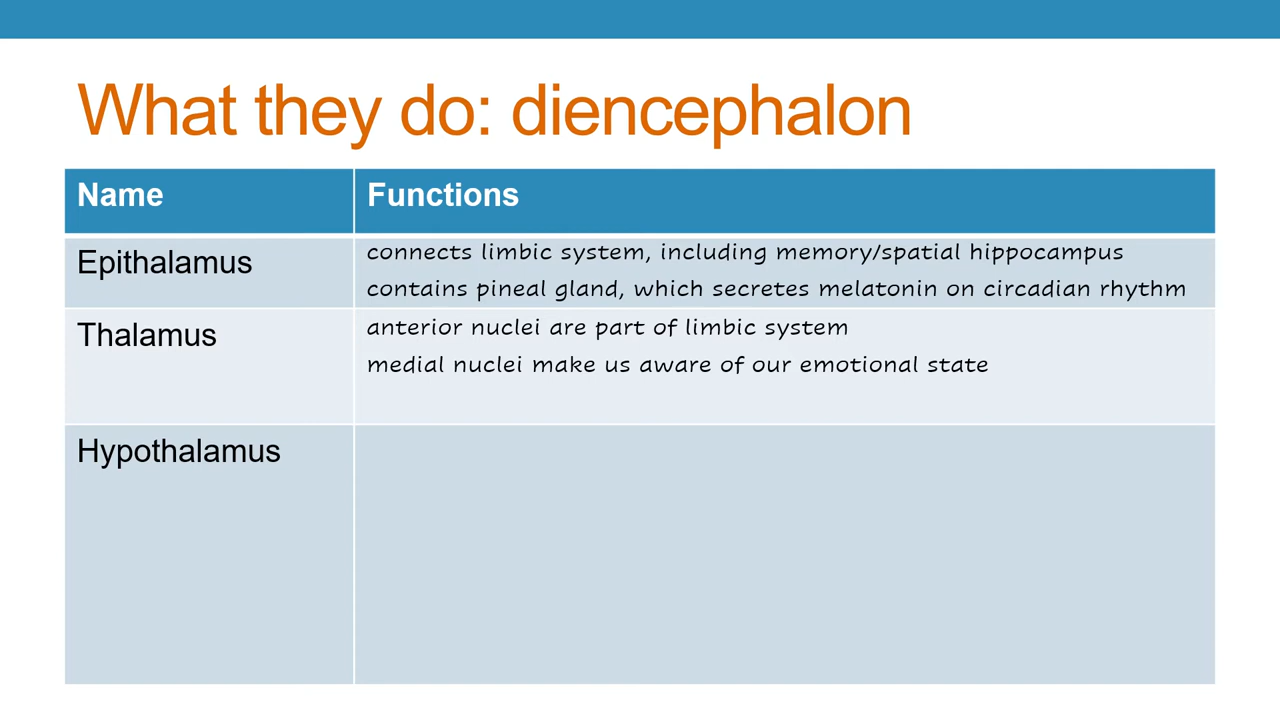 What they do: diencephalon
Name
Functions
Epithalamus
connects limbic system, including memory/spatial hippocampus
contains pineal gland, which secretes melatonin on circadian rhythm
Thalamus
anterior nuclei are part of limbic system
medial nuclei make us aware of our emotional state
Hypothalamus